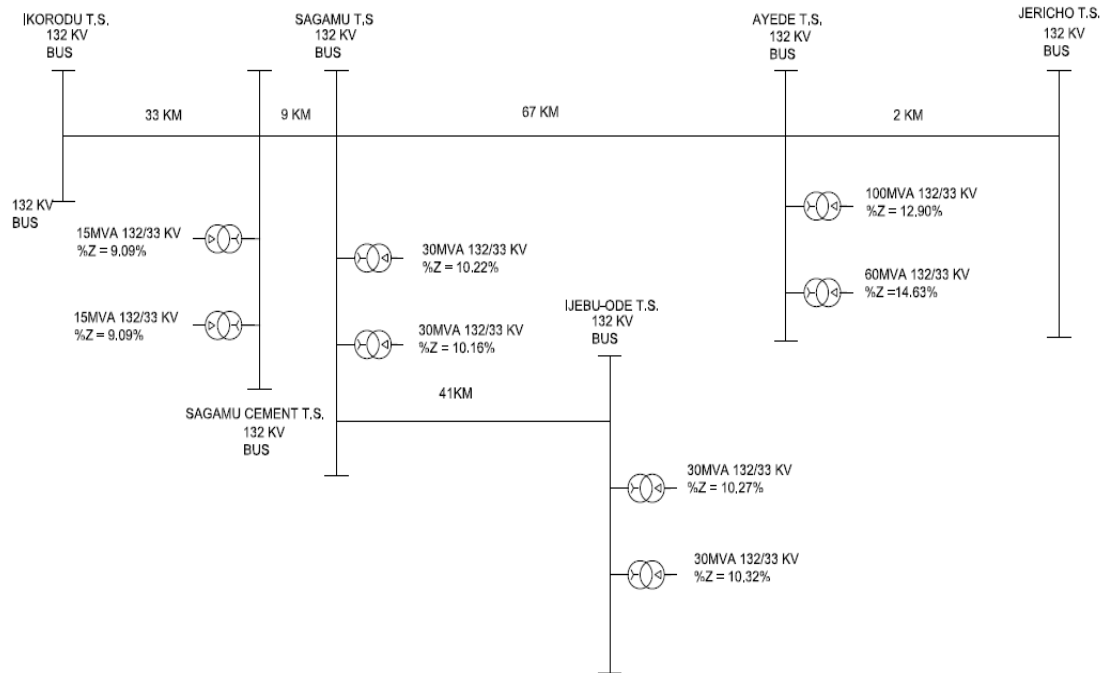 IKORODU T.S.
132 KV
BUS
SAGAMU T.S
132 KV
BUS
AYEDE T.S.
132 KV
BUS
JERICHO T.S.
132 KV
BUS
33 KM
9 KM
67 KM
2 KM
132 KV
BUS
15MVA 132/33 KV
%Z = 9.09%
15MVA 132/33 KV
%Z = 9.09%
SAGAMU CEMENT T.S.
132 KV
BUS
30MVA 132/33 KV
%Z = 10.22%
30MVA 132/33 KV
%Z = 10.16%
41KM
100MVA 132/33 KV
%Z = 12.90%
60MVA 132/33 KV
%Z =14.63%
IJEBU-ODE T.S.
132 KV
BUS
30MVA 132/33 KV
%Z = 10.27%
30MVA 132/33 KV
%Z = 10.32%